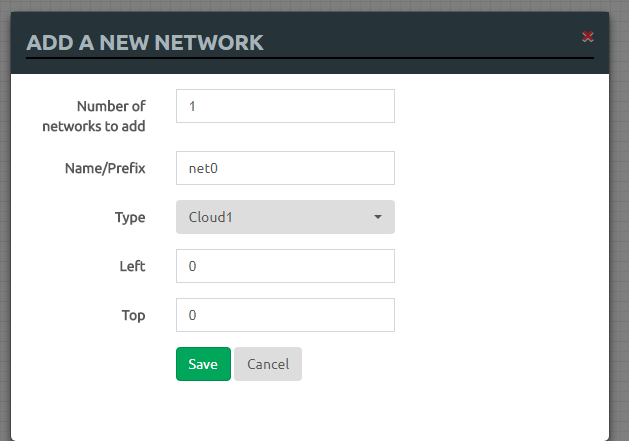 ADD A NEW NETWORK
Number of
networks to add
1
Name/Prefix
net0
Type
Cloud1
Left
0
Top
0
Save
Cancel